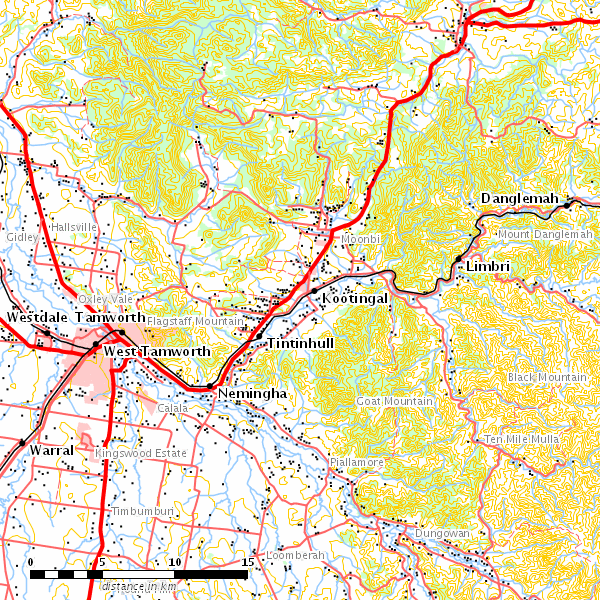 Danglemah
Hallsville
Gidley
Moonbi
Mount Danglemah
Limbri
Oxley Vale
Kootingal
Westdale Tamworth
Flagstaff Mountain
West Tamworth
Tintinhull
Nemingha
Black Mountain
Calala
Goat Mountain
Ten Mile Mulla
Warral
Kingswood Estate
Piallamore
Timbumburi
Dungowan
Loomberah
0 5 10 15
distance in km